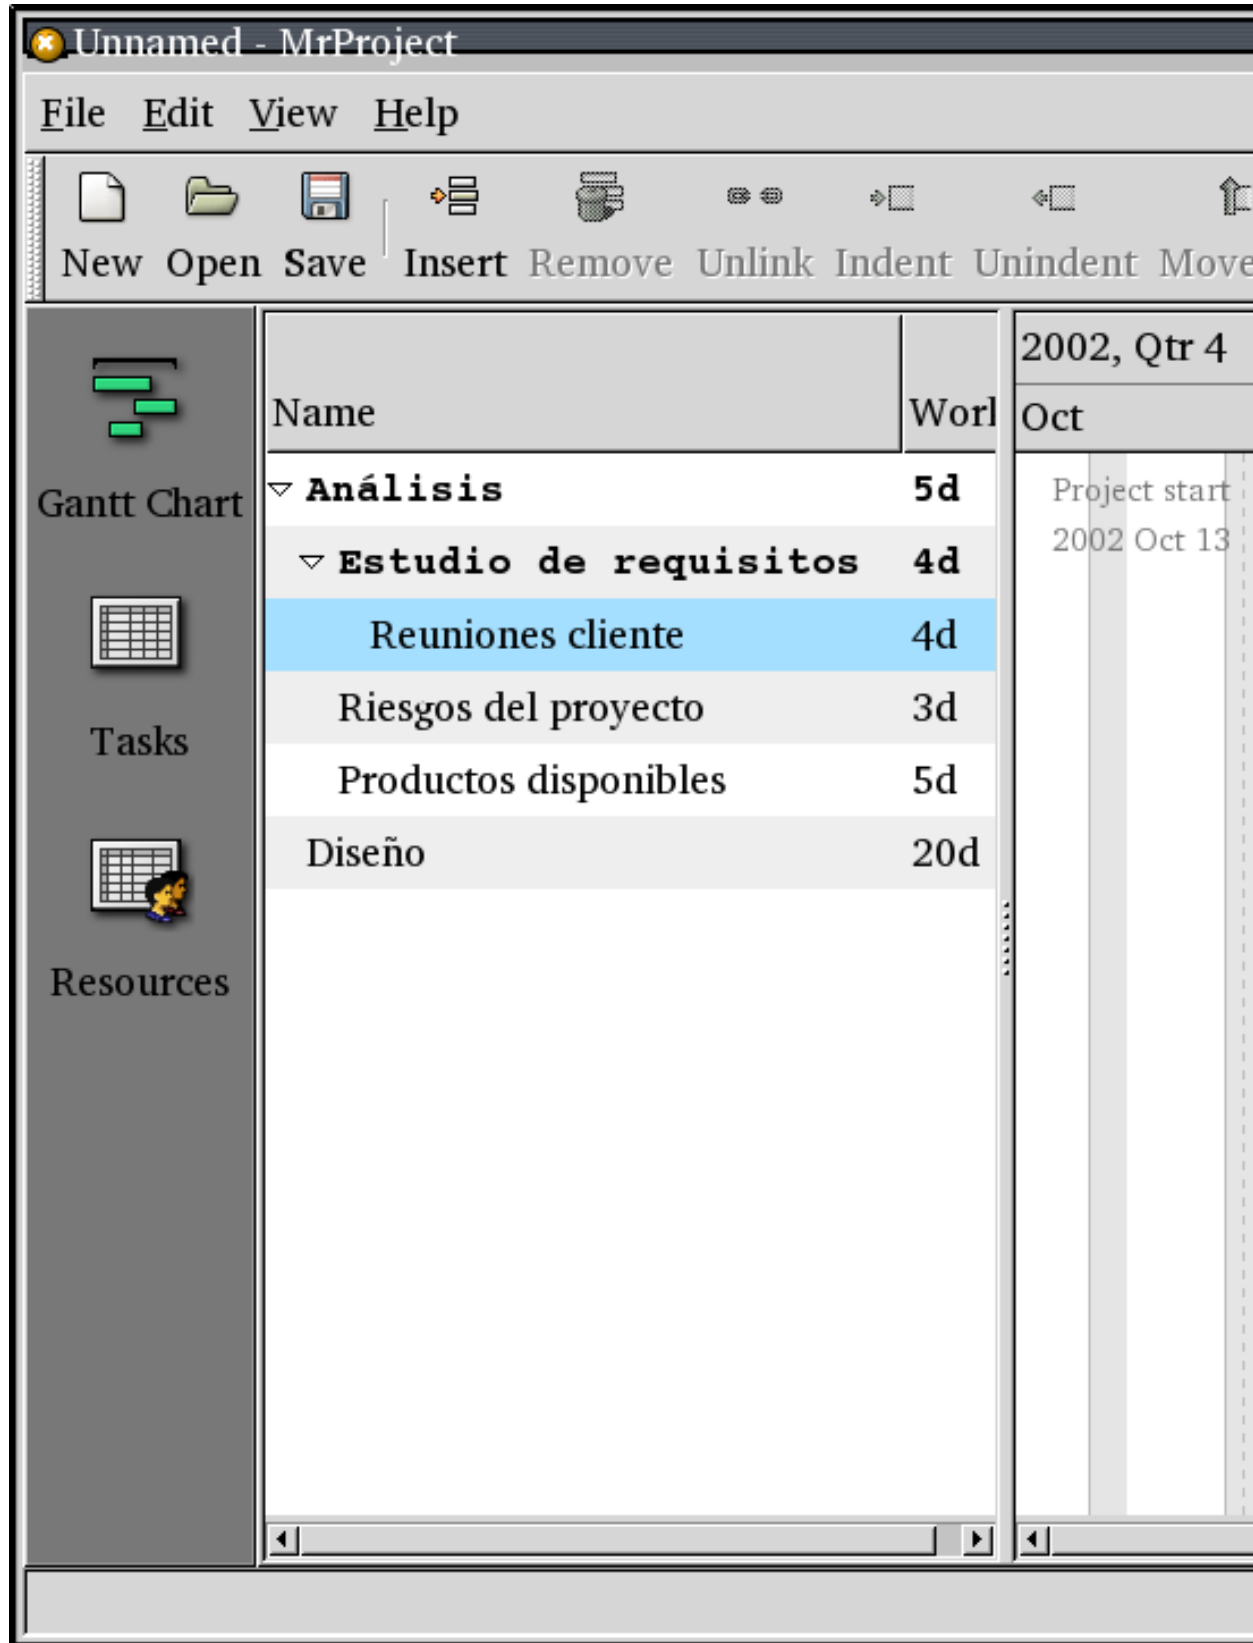 Unnamed - MrProject
File Edit View Help
New Open Save Insert Remove Unlink Indent Unindent Move
2002, Qtr 4
Name Work Oct
Gantt Chart
Tasks
Resources
Análisis 5d
Estudio de requisitos 4d
Reuniones cliente 4d
Riesgos del proyecto 3d
Productos disponibles 5d
Diseño 20d
Project start
2002 Oct 13